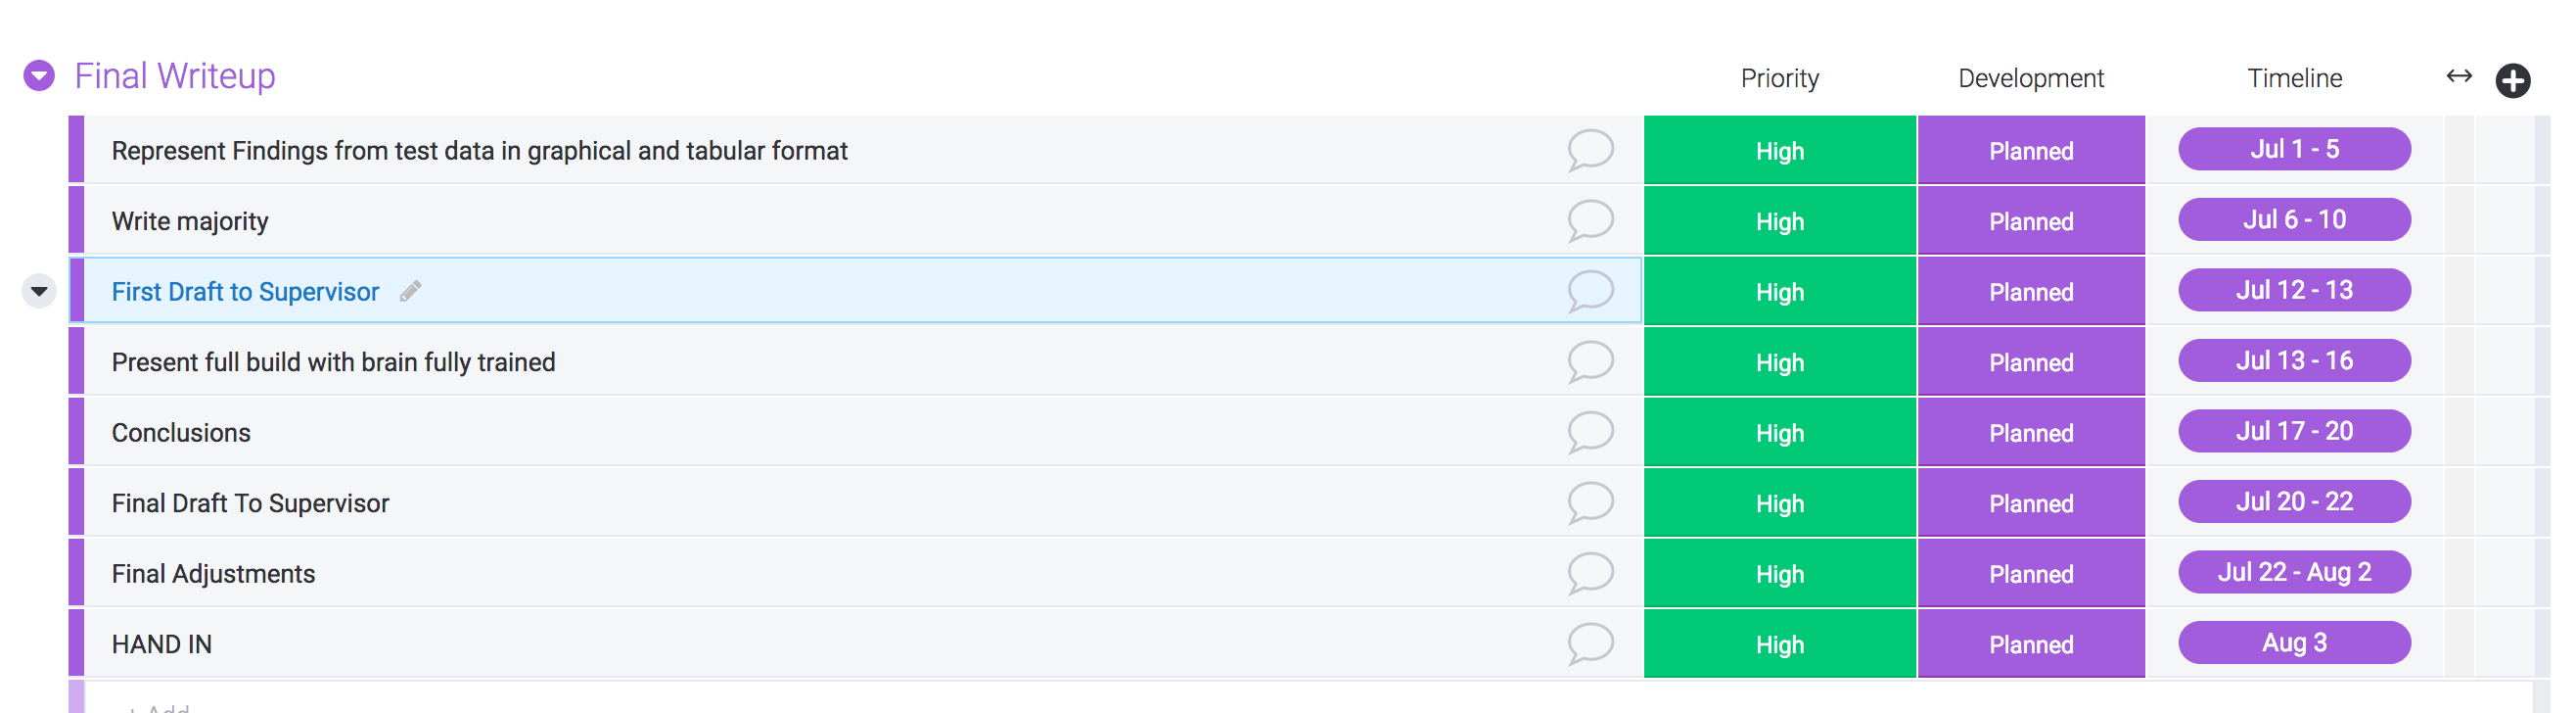 Final Writeup Priority Development Timeline
Represent Findings from test data in graphical and tabular format High Planned Jul 1 - 5
Write majority High Planned Jul 6 - 10
First Draft to Supervisor High Planned Jul 12 - 13
Present full build with brain fully trained High Planned Jul 13 - 16
Conclusions High Planned Jul 17 - 20
Final Draft To Supervisor High Planned Jul 20 - 22
Final Adjustments High Planned Jul 22 - Aug 2
HAND IN High Planned Aug 3
+ Add